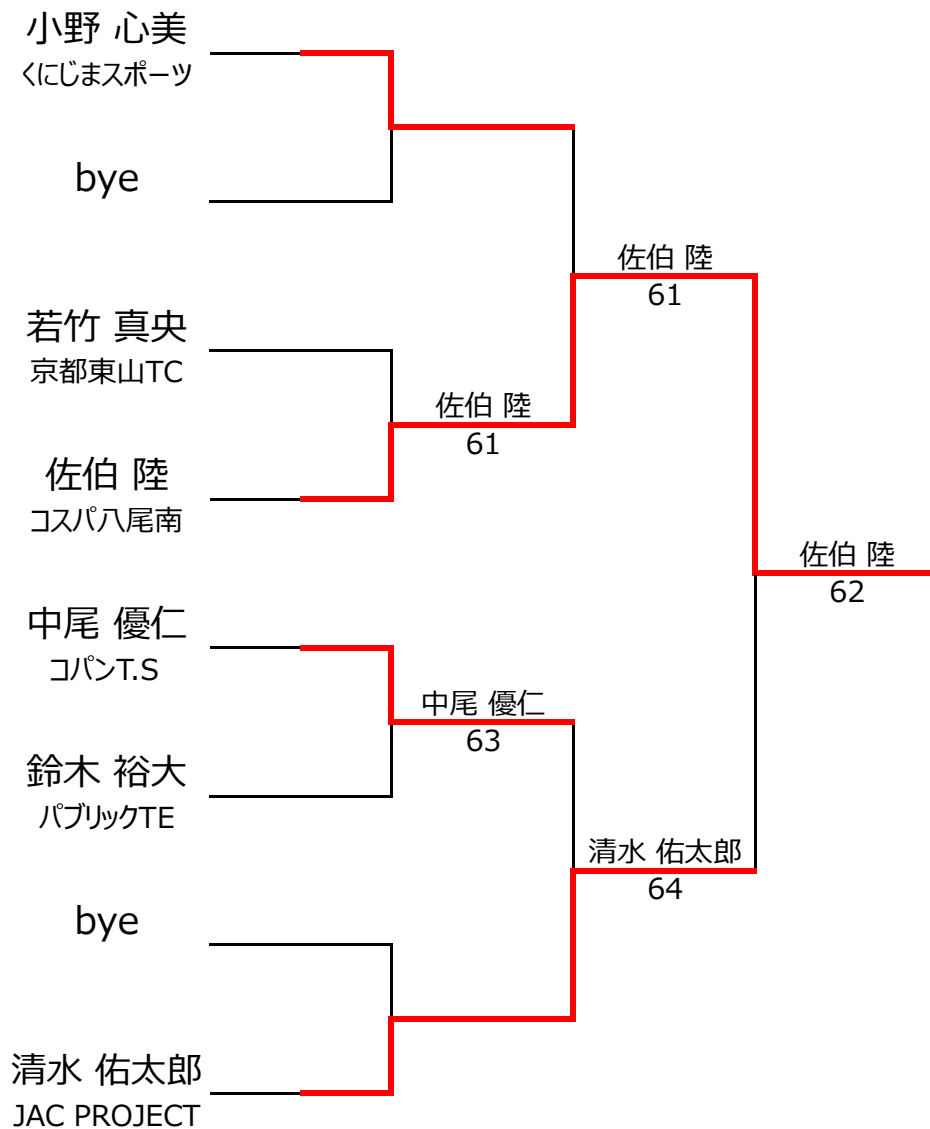 小野 心美
くにじまスポーツ
bye
若竹 真央
京都東山TC
佐伯 陸
コスパ八尾南
中尾 優仁
コパンT.S
鈴木 裕大
パブリックTE
bye
清水 佑太郎
JAC PROJECT
佐伯 陸
61
中尾 優仁
63
佐伯 陸
61
清水 佑太郎
64
佐伯 陸
62